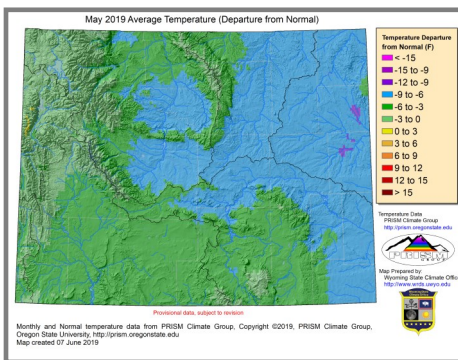 May 2019 Average Temperature (Departure from Normal)
Temperature Departure
from Normal (F)
< -15
-15 to -9
-12 to -9
-9 to -6
-6 to -3
-3 to 0
0 to 3
3 to 6
6 to 9
9 to 12
12 to 15
> 15
Temperature Data
PRISM Climate Group
http://prism.oregonstate.edu
PRISM
GROUP
Map Prepared by:
Wyoming State Climate Offic
http://www.wrds.uwyo.edu
Provisional data, subject to revision
Monthly and Normal temperature data from PRISM Climate Group, Copyright ©2019, PRISM Climate Group,
Oregon State University, http://prism.oregonstate.edu
Map created 07 June 2019